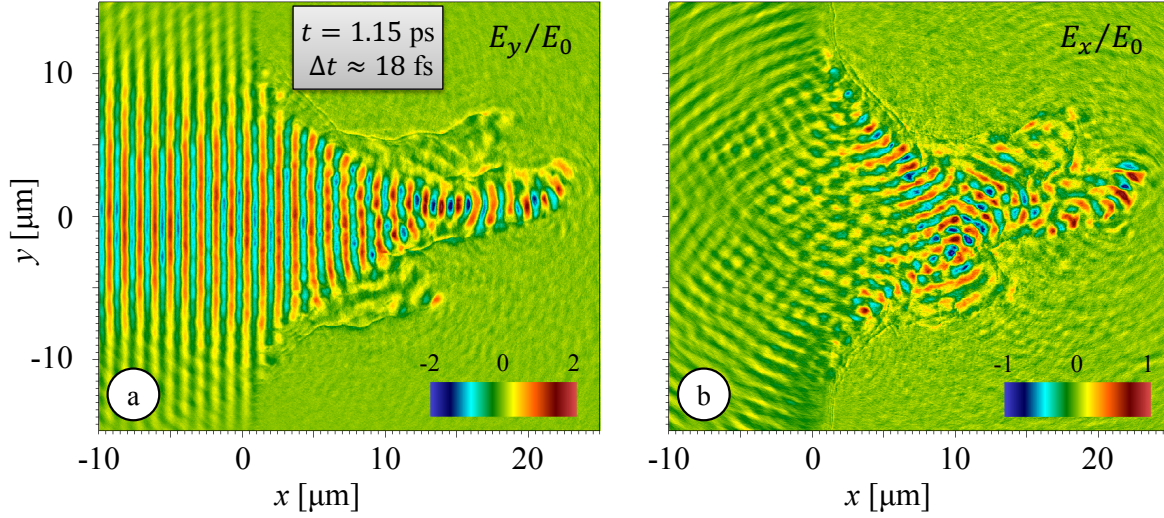 t = 1.15 ps
Δt ≈ 18 fs
E_y/E_0
E_x/E_0
10
0
-10
y [μm]
-2 0 2
-1 0 1
a
b
-10 0 10 20
-10 0 10 20
x [μm]
x [μm]